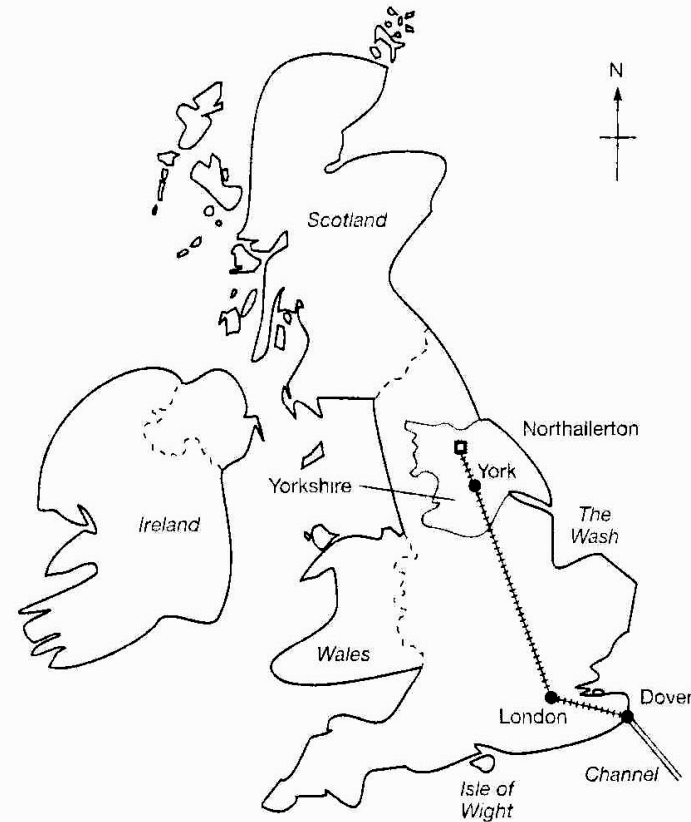 N
Scotland
Northallerton
York
Yorkshire
The
Wash
Ireland
Wales
London
Dover
Channel
Isle of
Wight